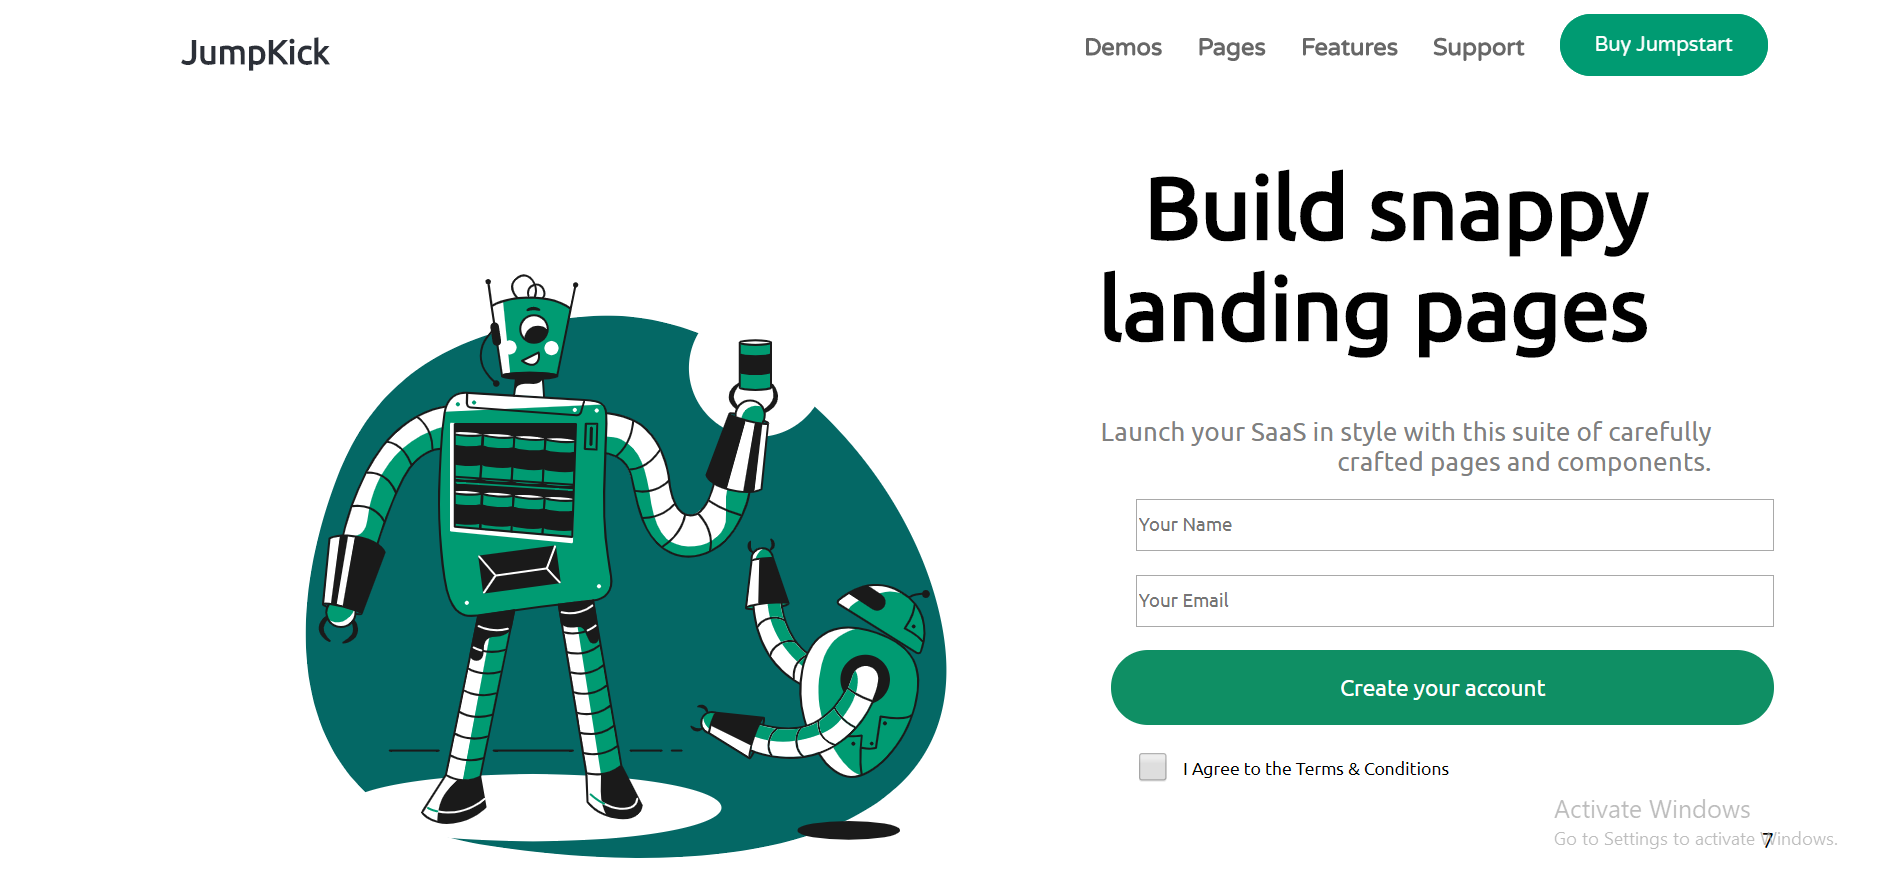 JumpKick
Demos Pages Features Support Buy Jumpstart
Build snappy
landing pages
Launch your SaaS in style with this suite of carefully
crafted pages and components.
Your Name
Your Email
Create your account
I Agree to the Terms & Conditions
Activate Windows
Go to Settings to activate Windows.
7